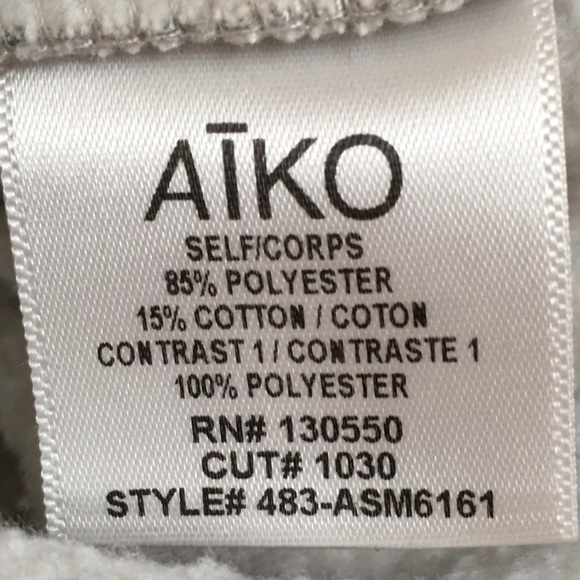 AĪKO
SELF/CORPS
85% POLYESTER
15% COTTON / COTON
CONTRAST 1 / CONTRASTE 1
100% POLYESTER
RN# 130550
CUT# 1030
STYLE# 483-ASM6161